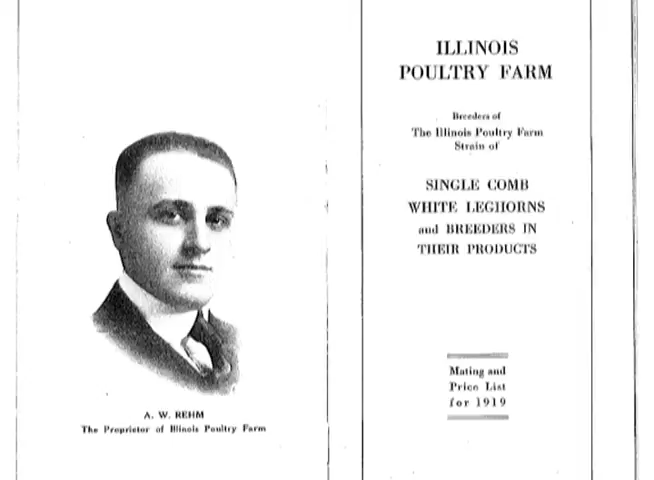 A. W. REHM
The Proprietor of Illinois Poultry Farm
ILLINOIS
POULTRY FARM
Breeders of
The Illinois Poultry Farm
Strain of
SINGLE COMB
WHITE LEGHORNS
and BREEDERS IN
THEIR PRODUCTS
Mating and
Price List
for 1919